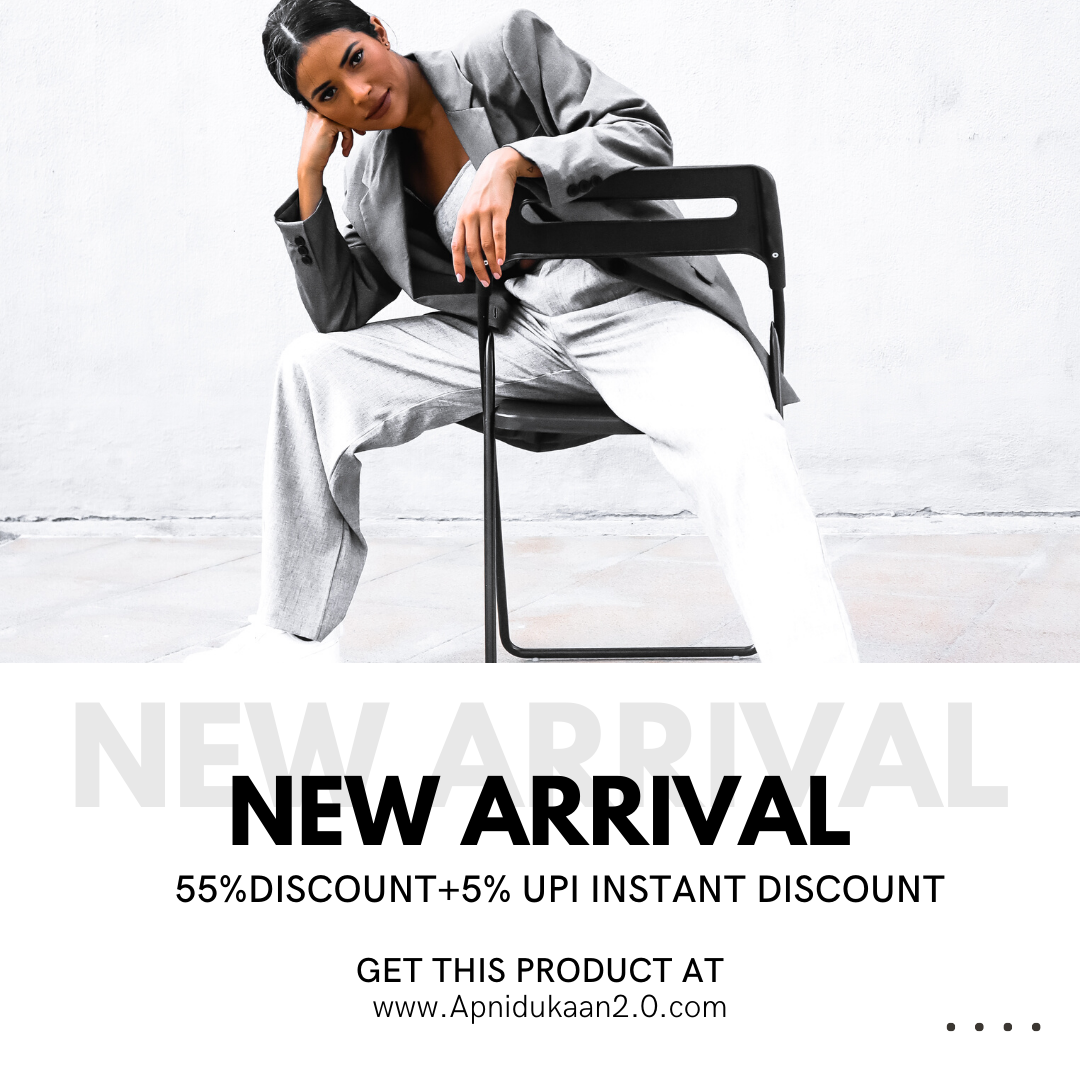 NEW ARRIVAL
NEW ARRIVAL
55%DISCOUNT+5% UPI INSTANT DISCOUNT
GET THIS PRODUCT AT
www.Apnidukaan2.0.com